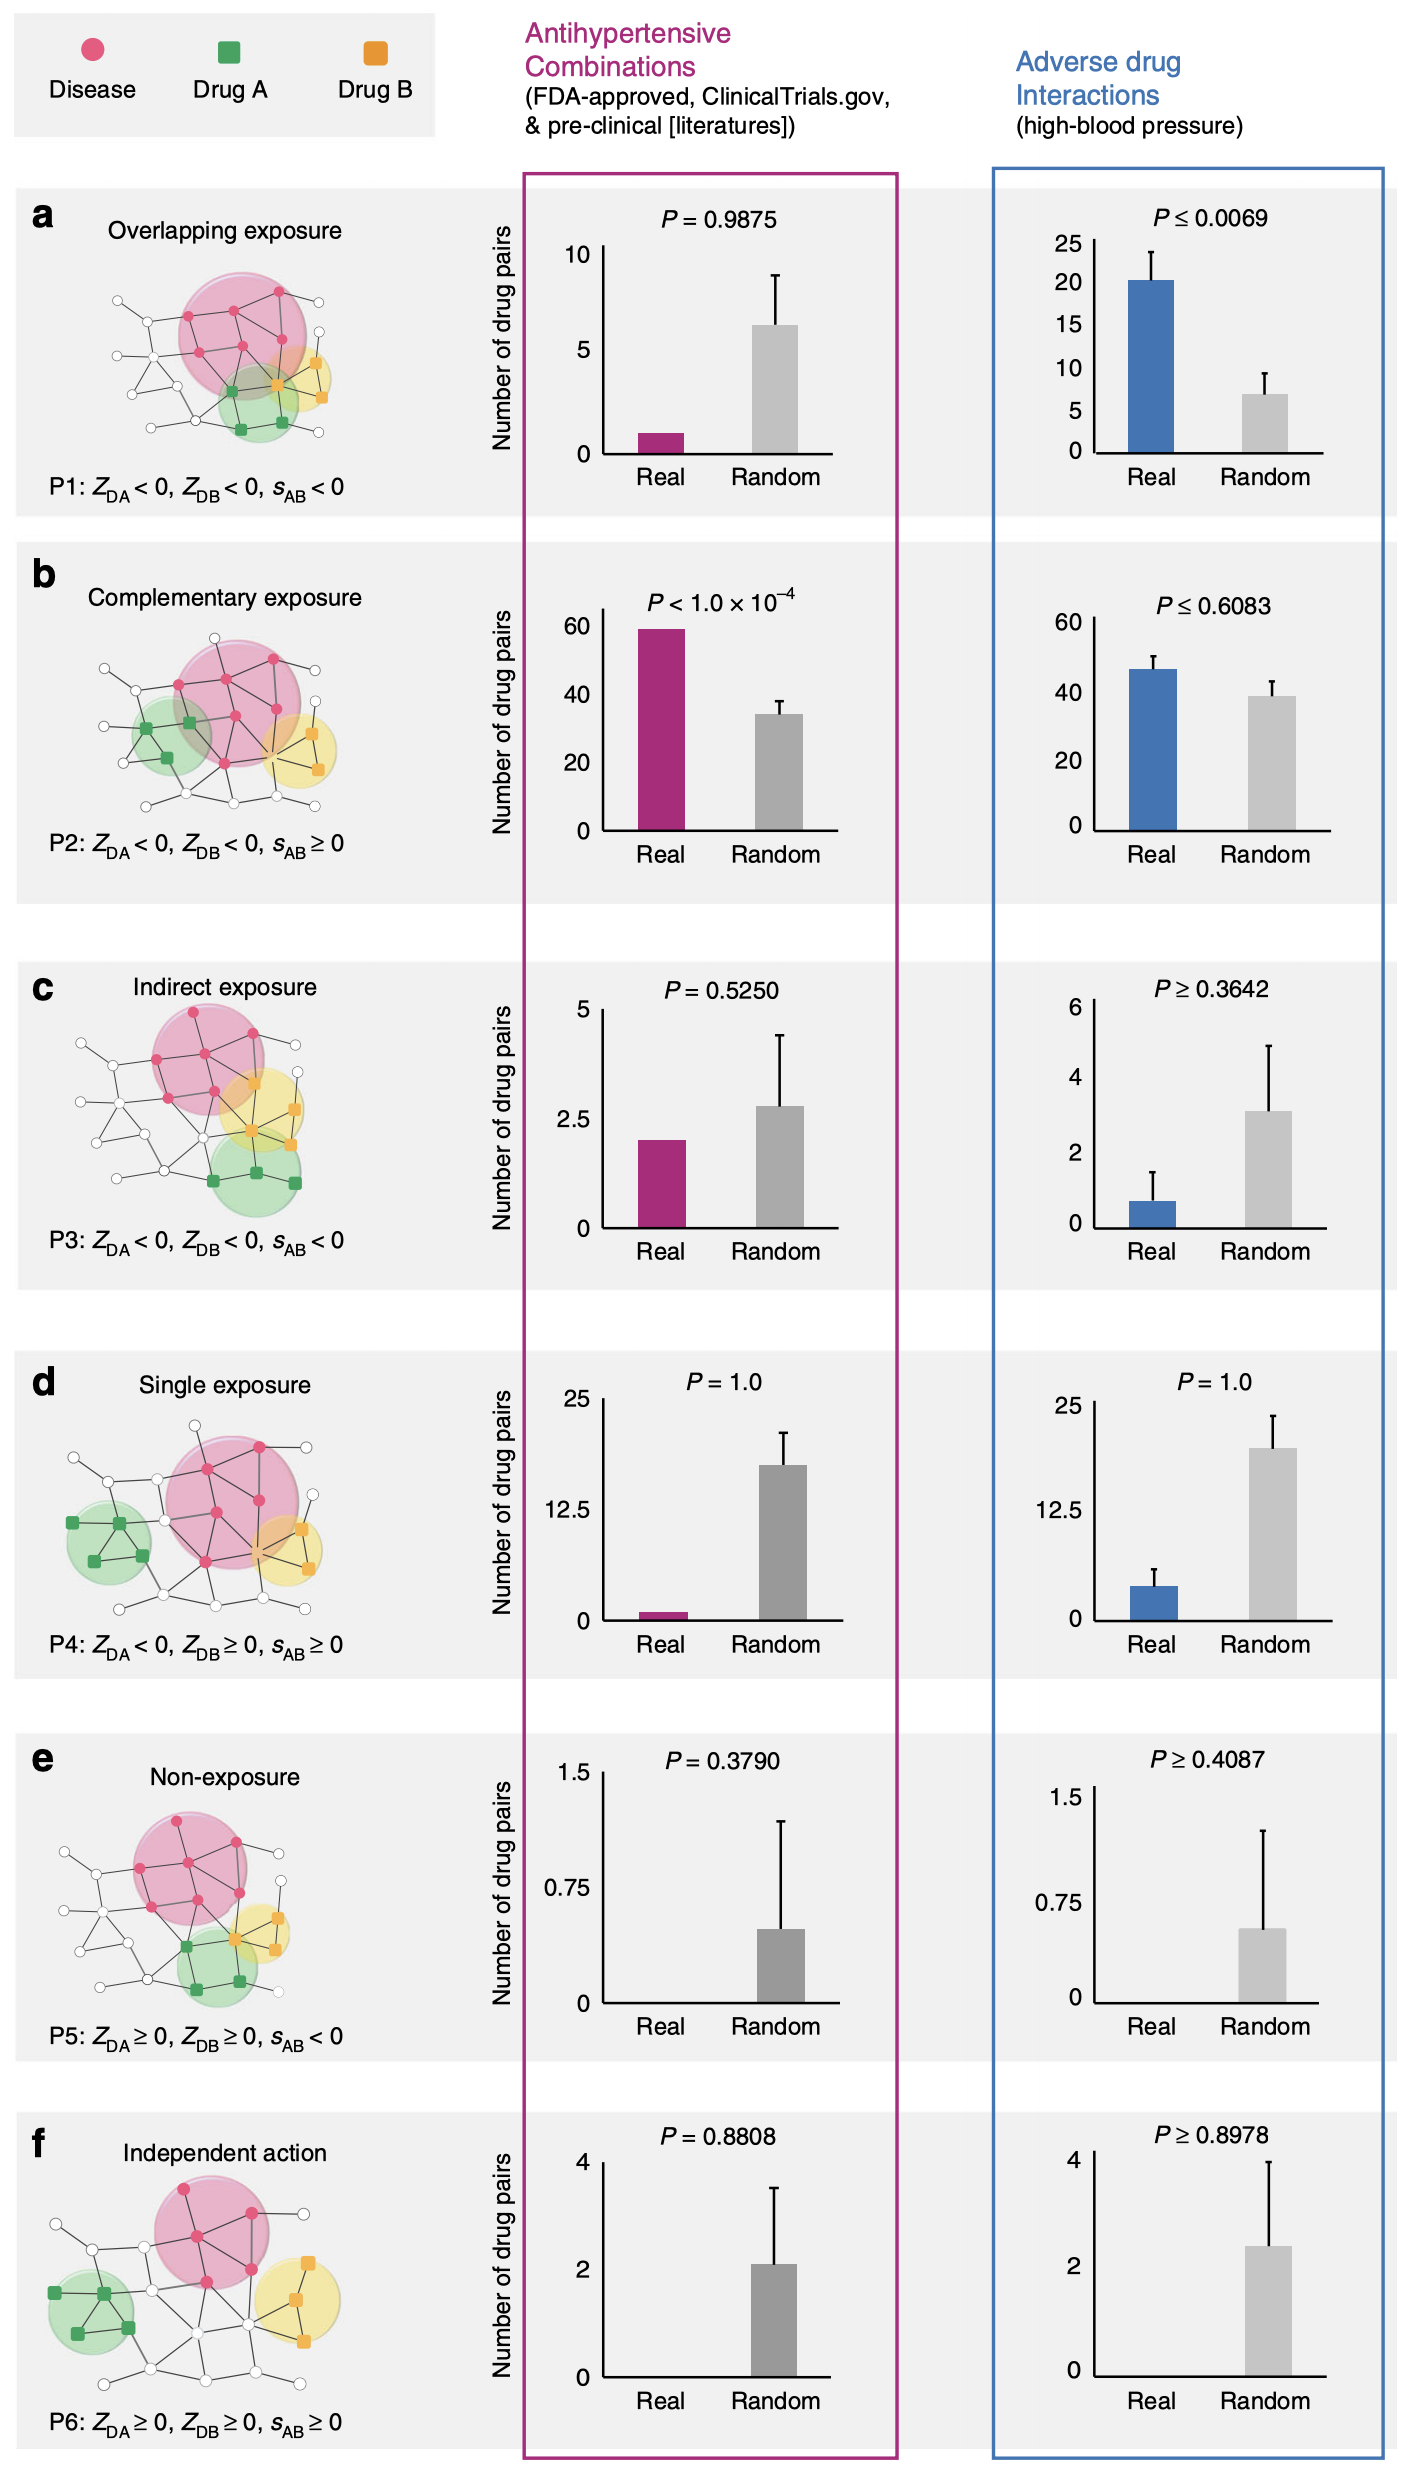 Disease
Drug A
Drug B
Antihypertensive
Combinations
(FDA-approved, ClinicalTrials.gov,
& pre-clinical [literatures])
Adverse drug
Interactions
(high-blood pressure)
a
Overlapping exposure
P1: ZDA < 0, ZDB < 0, sAB < 0
Number of drug pairs
P = 0.9875
10
5
0
Real
Random
P ≤ 0.0069
25
20
15
10
5
0
Real
Random
b
Complementary exposure
P2: ZDA < 0, ZDB < 0, sAB ≥ 0
Number of drug pairs
P < 1.0 × 10⁻⁴
60
40
20
0
Real
Random
P ≤ 0.6083
60
40
20
0
Real
Random
c
Indirect exposure
P3: ZDA < 0, ZDB < 0, sAB < 0
Number of drug pairs
P = 0.5250
5
2.5
0
Real
Random
P ≥ 0.3642
6
4
2
0
Real
Random
d
Single exposure
P4: ZDA < 0, ZDB ≥ 0, sAB ≥ 0
Number of drug pairs
P = 1.0
25
12.5
0
Real
Random
P = 1.0
25
12.5
0
Real
Random
e
Non-exposure
P5: ZDA ≥ 0, ZDB ≥ 0, sAB < 0
Number of drug pairs
P = 0.3790
1.5
0.75
0
Real
Random
P ≥ 0.4087
1.5
0.75
0
Real
Random
f
Independent action
P6: ZDA ≥ 0, ZDB ≥ 0, sAB ≥ 0
Number of drug pairs
P = 0.8808
4
2
0
Real
Random
P ≥ 0.8978
4
2
0
Real
Random